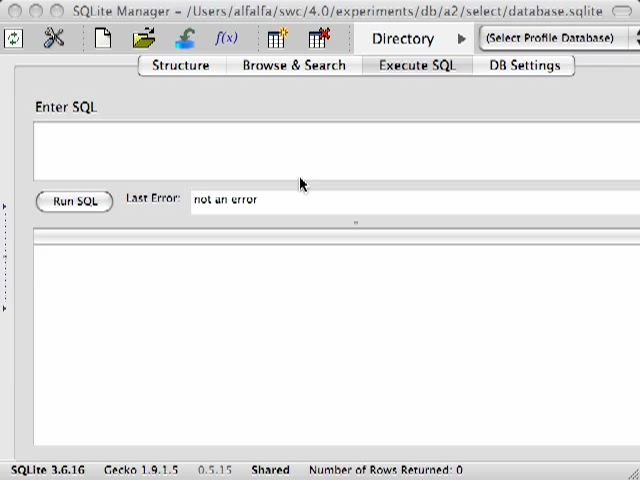 SQLite Manager – /Users/alfalfa/swc/4.0/experiments/db/a2/select/database.sqlite
f(x) Directory (Select Profile Database)
Structure Browse & Search Execute SQL DB Settings
Enter SQL
Run SQL Last Error: not an error
SQLite 3.6.16 Gecko 1.9.1.5 0.5.15 Shared Number of Rows Returned: 0